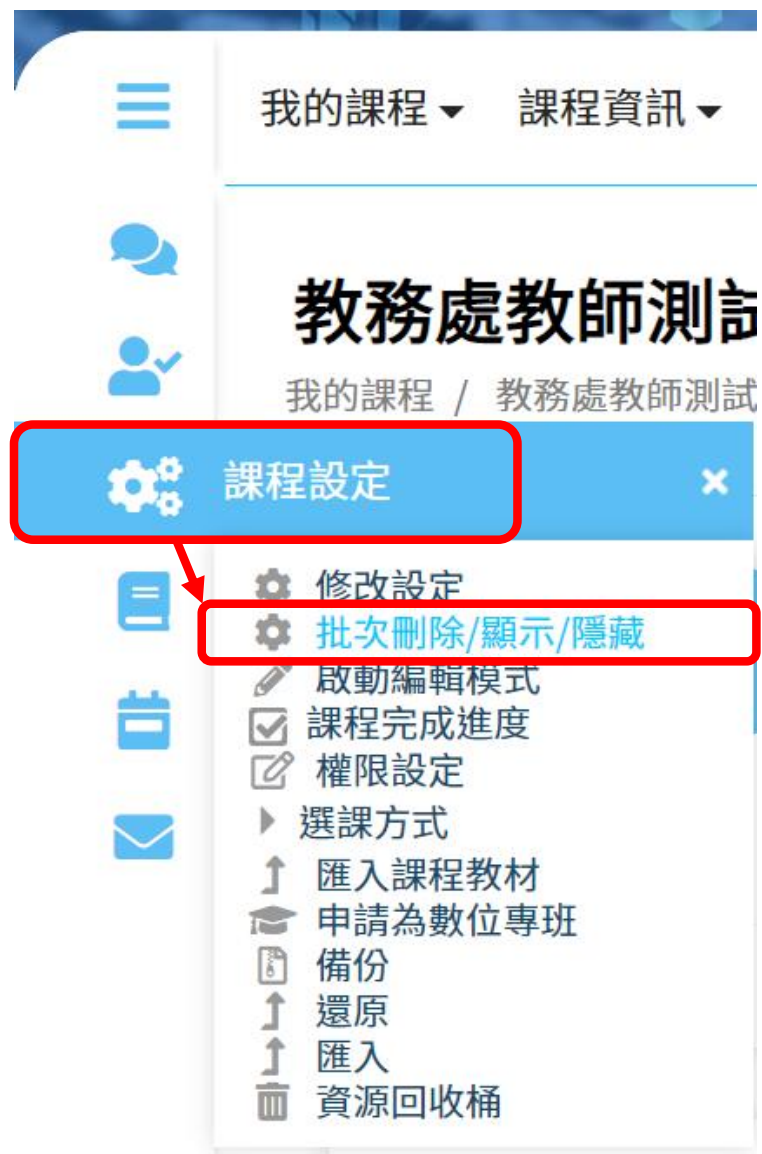 我的課程 課程資訊
教務處教師測試
我的課程 / 教務處教師測試
課程設定
修改設定
批次刪除/顯示/隱藏
啟動編輯模式
課程完成進度
權限設定
選課方式
匯入課程教材
申請為數位專班
備份
還原
匯入
資源回收桶